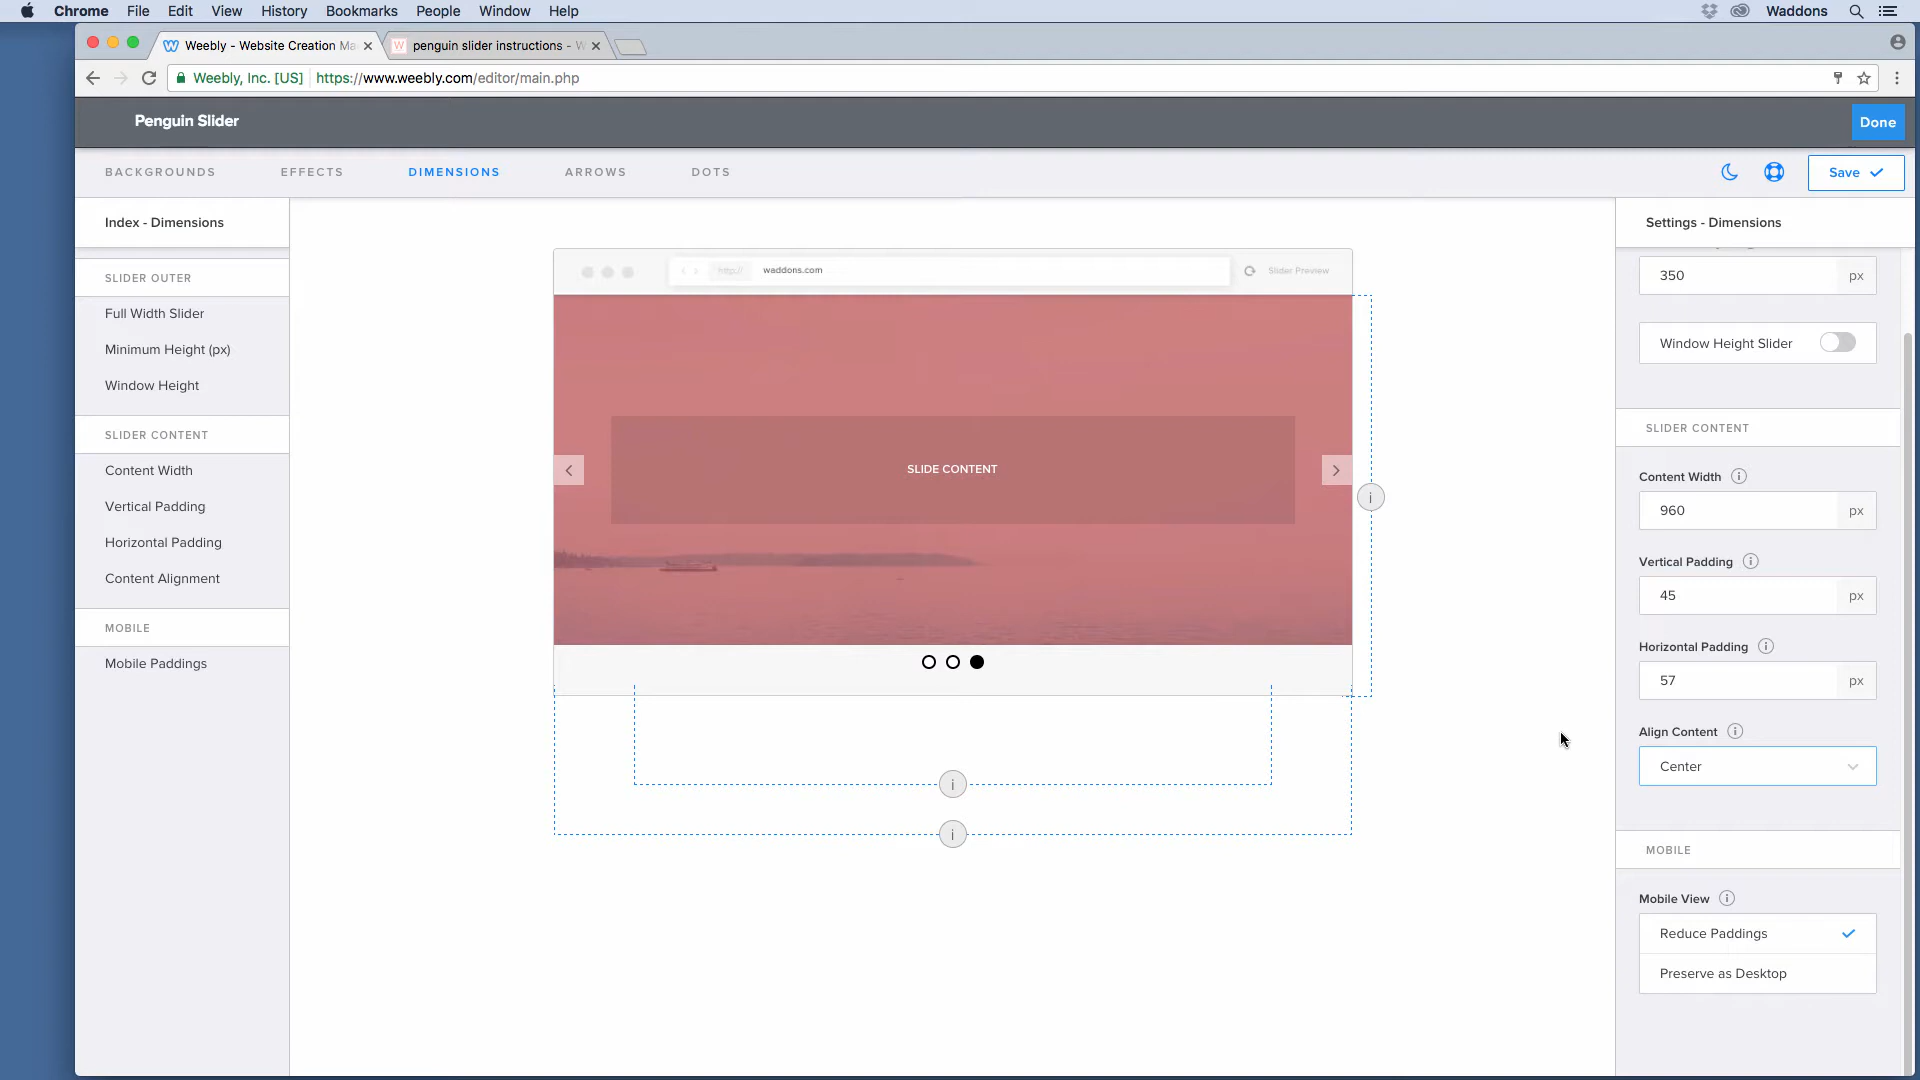 Chrome File Edit View History Bookmarks People Window Help Waddons
Weebly - Website Creation Ma
penguin slider instructions - W
Weebly, Inc. [US] https://www.weebly.com/editor/main.php
Penguin Slider
Done
BACKGROUNDS EFFECTS DIMENSIONS ARROWS DOTS
Save
Index - Dimensions
SLIDER OUTER
Full Width Slider
Minimum Height (px)
Window Height
SLIDER CONTENT
Content Width
Vertical Padding
Horizontal Padding
Content Alignment
MOBILE
Mobile Paddings
http:// waddons.com Slider Preview
SLIDE CONTENT
i
i
i
Settings - Dimensions
350 px
Window Height Slider
SLIDER CONTENT
Content Width i
960 px
Vertical Padding i
45 px
Horizontal Padding i
57 px
Align Content i
Center
MOBILE
Mobile View i
Reduce Paddings
Preserve as Desktop